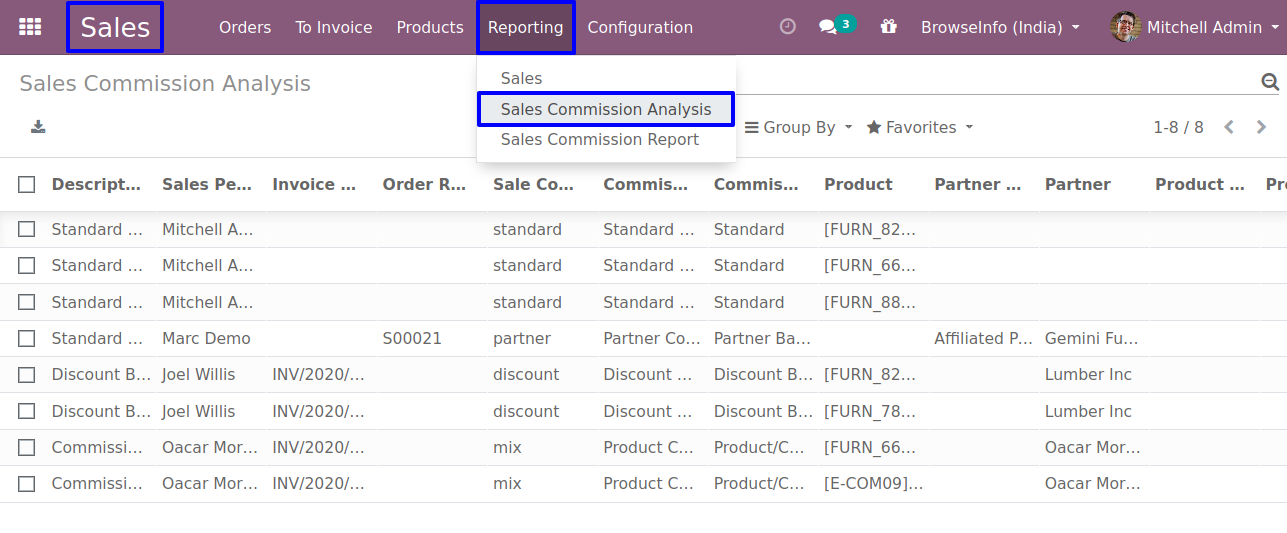 Sales Orders To Invoice Products Reporting Configuration 3 BrowseInfo (India) Mitchell Admin
Sales Commission Analysis
Sales
Sales Commission Analysis
Sales Commission Report
Group By Favorites 1-8 / 8
Descript... Sales Pe... Invoice ... Order R... Sale Co... Commis... Commis... Product Partner ... Partner Product ... Pr
Standard ... Mitchell A... standard Standard ... Standard [FURN_82...
Standard ... Mitchell A... standard Standard ... Standard [FURN_66...
Standard ... Mitchell A... standard Standard ... Standard [FURN_88...
Standard ... Marc Demo S00021 partner Partner Co... Partner Ba... Affiliated P... Gemini Fu...
Discount B... Joel Willis INV/2020/... discount Discount ... Discount B... [FURN_82... Lumber Inc
Discount B... Joel Willis INV/2020/... discount Discount ... Discount B... [FURN_78... Lumber Inc
Commissi... Oacar Mor... INV/2020/... mix Product C... Product/C... [FURN_66... Oacar Mor...
Commissi... Oacar Mor... INV/2020/... mix Product C... Product/C... [E-COM09]... Oacar Mor...